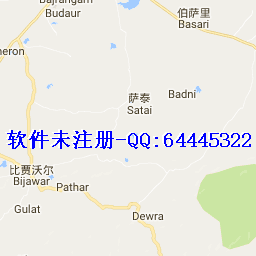 Bajrangarh
Budaur
伯萨里
Basari
meron
萨泰
Satai
Badni
软件未注册-QQ:64445322
比贾沃尔
Bijawar
Pathar
Gulat
Dewra